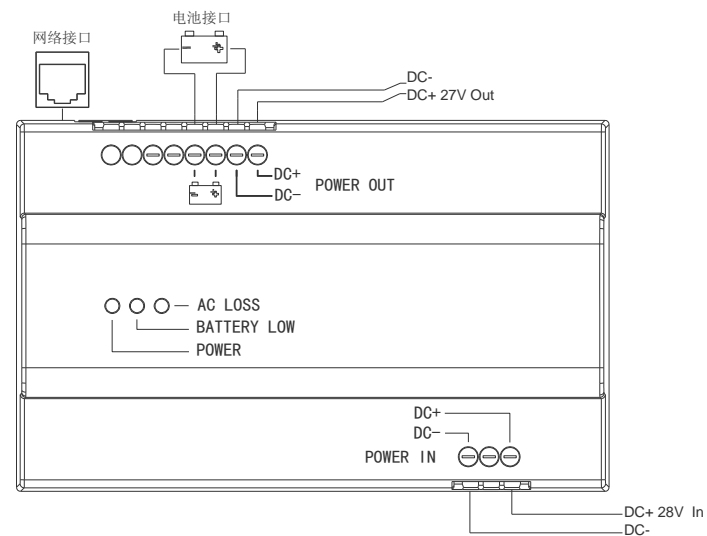 电池接口
网络接口
DC-
DC+ 27V Out
DC+
POWER OUT
DC-
AC LOSS
BATTERY LOW
POWER
DC+
DC-
POWER IN
DC+ 28V In
DC-